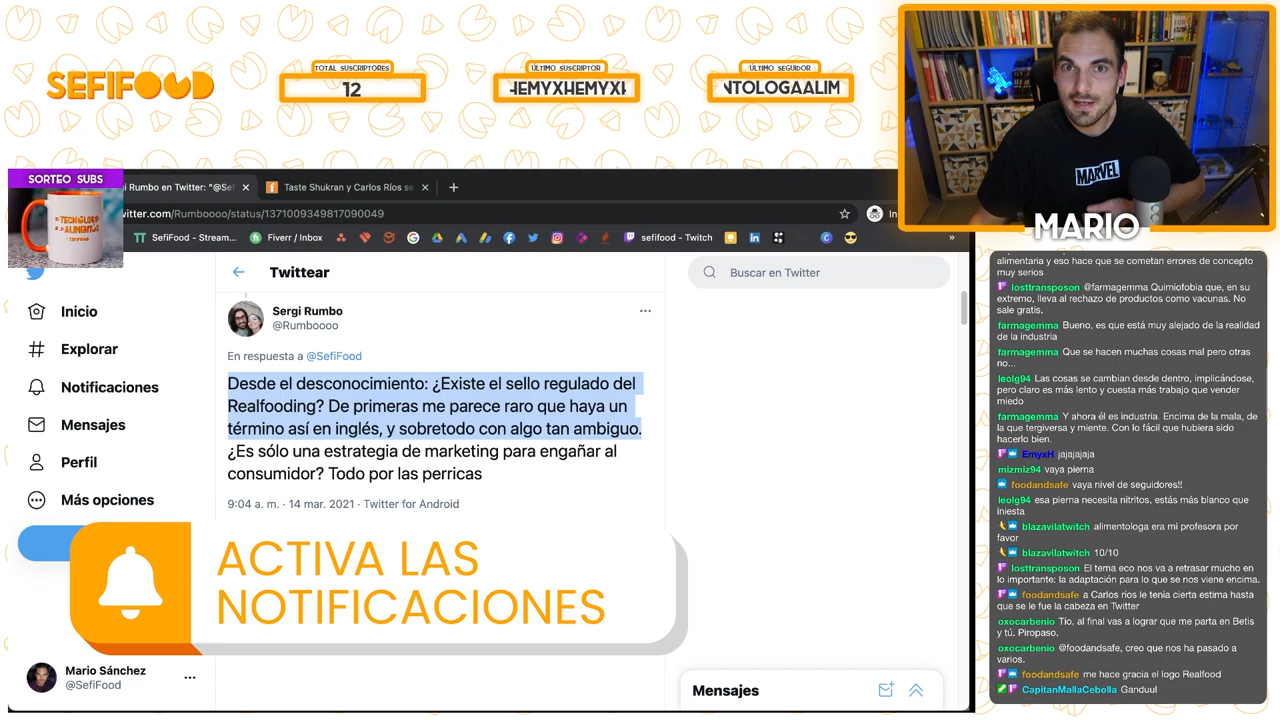 SEFIFOOD
TOTAL SUSCRIPTORES
12
ÚLTIMO SUSCRIPTOR
HEMYXHEMYXH
ÚLTIMO SEGUIDOR
NTOLOGAALIM
MARVEL
MARIO
SORTEO SUBS
TECNÓLOGO
ALIMENTOS
i Rumbo en Twitter: "@Sef
Taste Shukran y Carlos Ríos se
witter.com/Rumboooo/status/1371009349817090049
In
SefiFood - Stream...
Fiverr / Inbox
sefifood - Twitch
»
Twittear
Buscar en Twitter
Inicio
Explorar
Notificaciones
Mensajes
Perfil
Más opciones
Sergi Rumbo
@Rumboooo
En respuesta a @SefiFood
Desde el desconocimiento: ¿Existe el sello regulado del
Realfooding? De primeras me parece raro que haya un
término así en inglés, y sobretodo con algo tan ambiguo.
¿Es sólo una estrategia de marketing para engañar al
consumidor? Todo por las perricas
9:04 a. m. · 14 mar. 2021 · Twitter for Android
ACTIVA LAS
NOTIFICACIONES
Mario Sánchez
@SefiFood
Mensajes
alimentaria y eso hace que se cometan errores de concepto
muy serios
losttransposon @farmagemma Quimiofobia que, en su
extremo, lleva al rechazo de productos como vacunas. No
sale gratis.
farmagemma Bueno, es que está muy alejado de la realidad
de la industria
farmagemma Que se hacen muchas cosas mal pero otras
no...
leolg94 Las cosas se cambian desde dentro, implicándose,
pero claro es más lento y cuesta más trabajo que vender
miedo
farmagemma Y ahora él es industria. Encima de la mala, de
la que tergiversa y miente. Con lo fácil que hubiera sido
hacerlo bien.
EmyxH jajajajaja
mizmiz94 vaya pierna
foodandsafe vaya nivel de seguidores!!
leolg94 esa pierna necesita nitritos, estás más blanco que
iniesta
blazavilatwitch alimentologa era mi profesora por
favor
blazavilatwitch 10/10
losttransposon El tema eco nos va a retrasar mucho en
lo importante: la adaptación para lo que se nos viene encima.
foodandsafe a Carlos ríos le tenía cierta estima hasta
que se le fue la cabeza en Twitter
oxocarbenio Tio, al final vas a lograr que me parta en Betis
y tú. Piropaso.
oxocarbenio @foodandsafe, creo que nos ha pasado a
varios.
foodandsafe me hace gracia el logo Realfood
CapitanMallaCebolla Ganduul